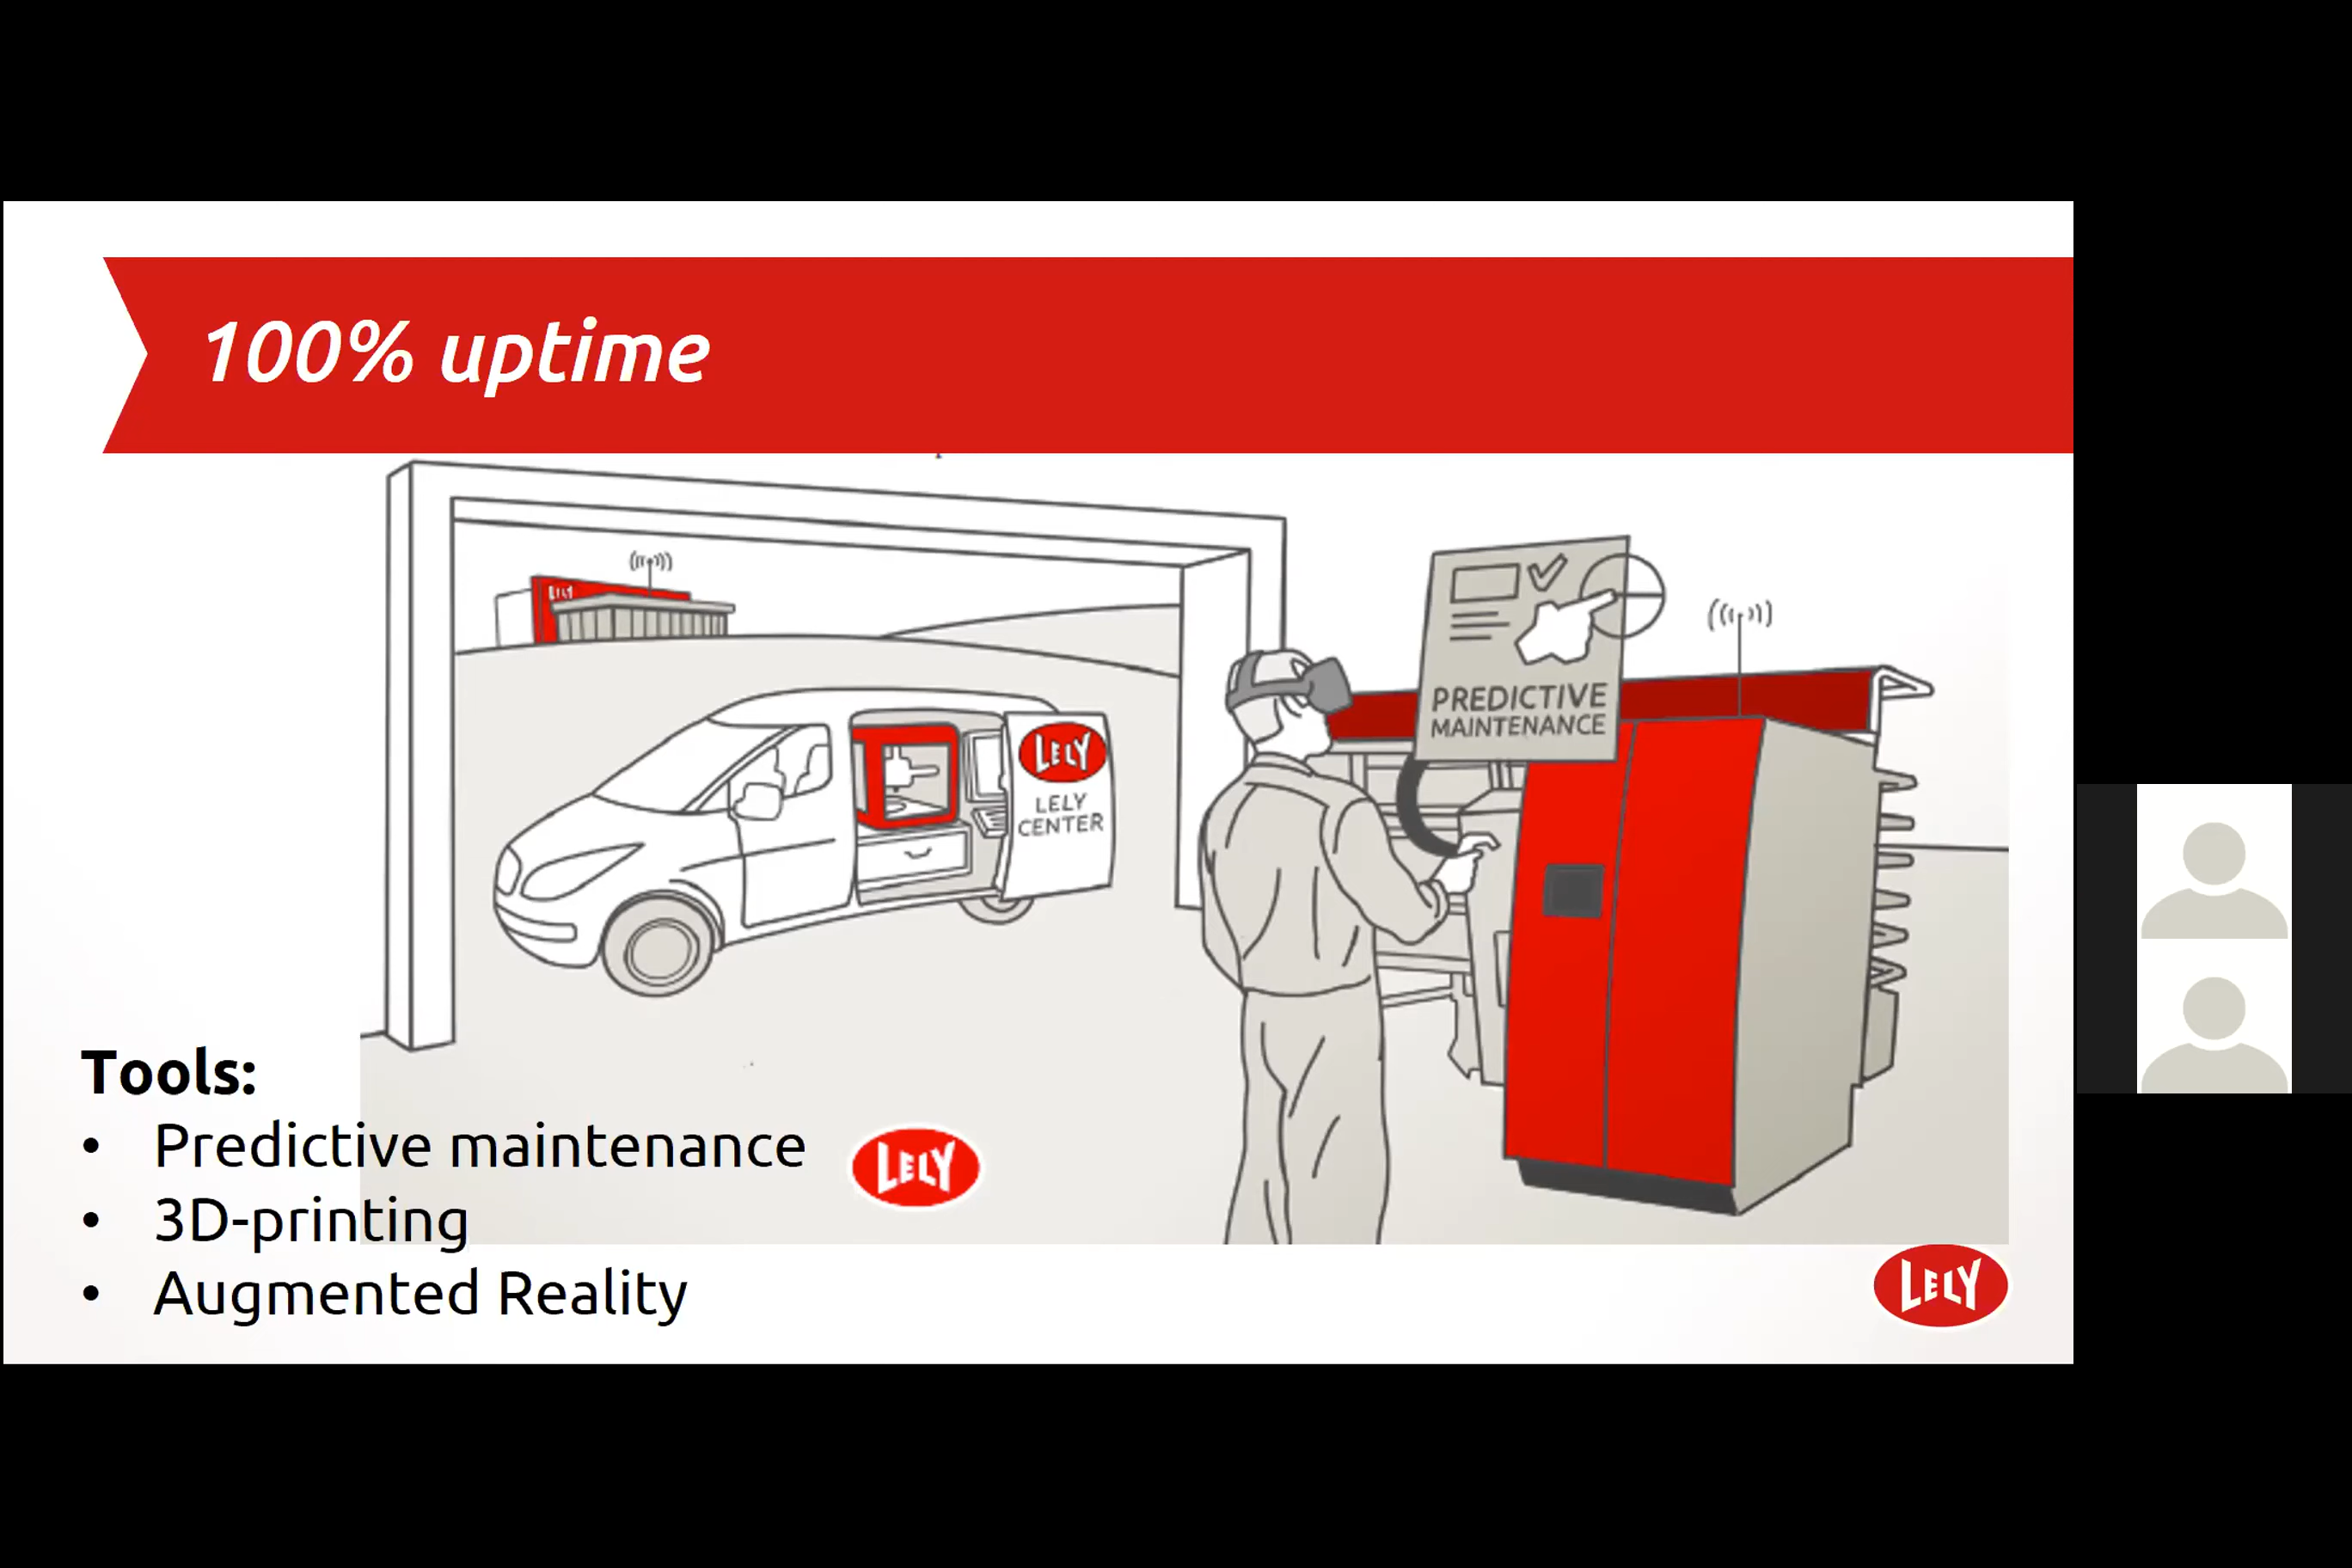 100% uptime
LELY
LELY
LELY
CENTER
PREDICTIVE
MAINTENANCE
Tools:
• Predictive maintenance
• 3D-printing
• Augmented Reality
LELY
LELY